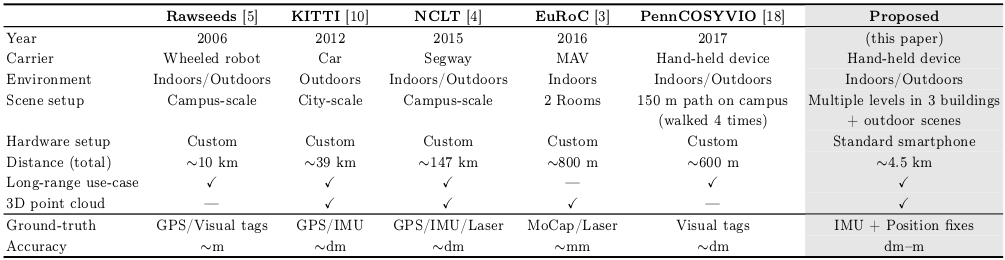 Rawseeds [5] KITTI [10] NCLT [4] EuRoC [3] PennCOSYVIO [18] Proposed
Year 2006 2012 2015 2016 2017 (this paper)
Carrier Wheeled robot Car Segway MAV Hand-held device Hand-held device
Environment Indoors/Outdoors Outdoors Indoors/Outdoors Indoors Indoors/Outdoors Indoors/Outdoors
Scene setup Campus-scale City-scale Campus-scale 2 Rooms 150 m path on campus Multiple levels in 3 buildings
(walked 4 times) + outdoor scenes
Hardware setup Custom Custom Custom Custom Custom Standard smartphone
Distance (total) ~10 km ~39 km ~147 km ~800 m ~600 m ~4.5 km
Long-range use-case ✓ ✓ ✓ — ✓ ✓
3D point cloud — ✓ ✓ ✓ — ✓
Ground-truth GPS/Visual tags GPS/IMU GPS/IMU/Laser MoCap/Laser Visual tags IMU + Position fixes
Accuracy ~m ~dm ~dm ~mm ~dm dm–m